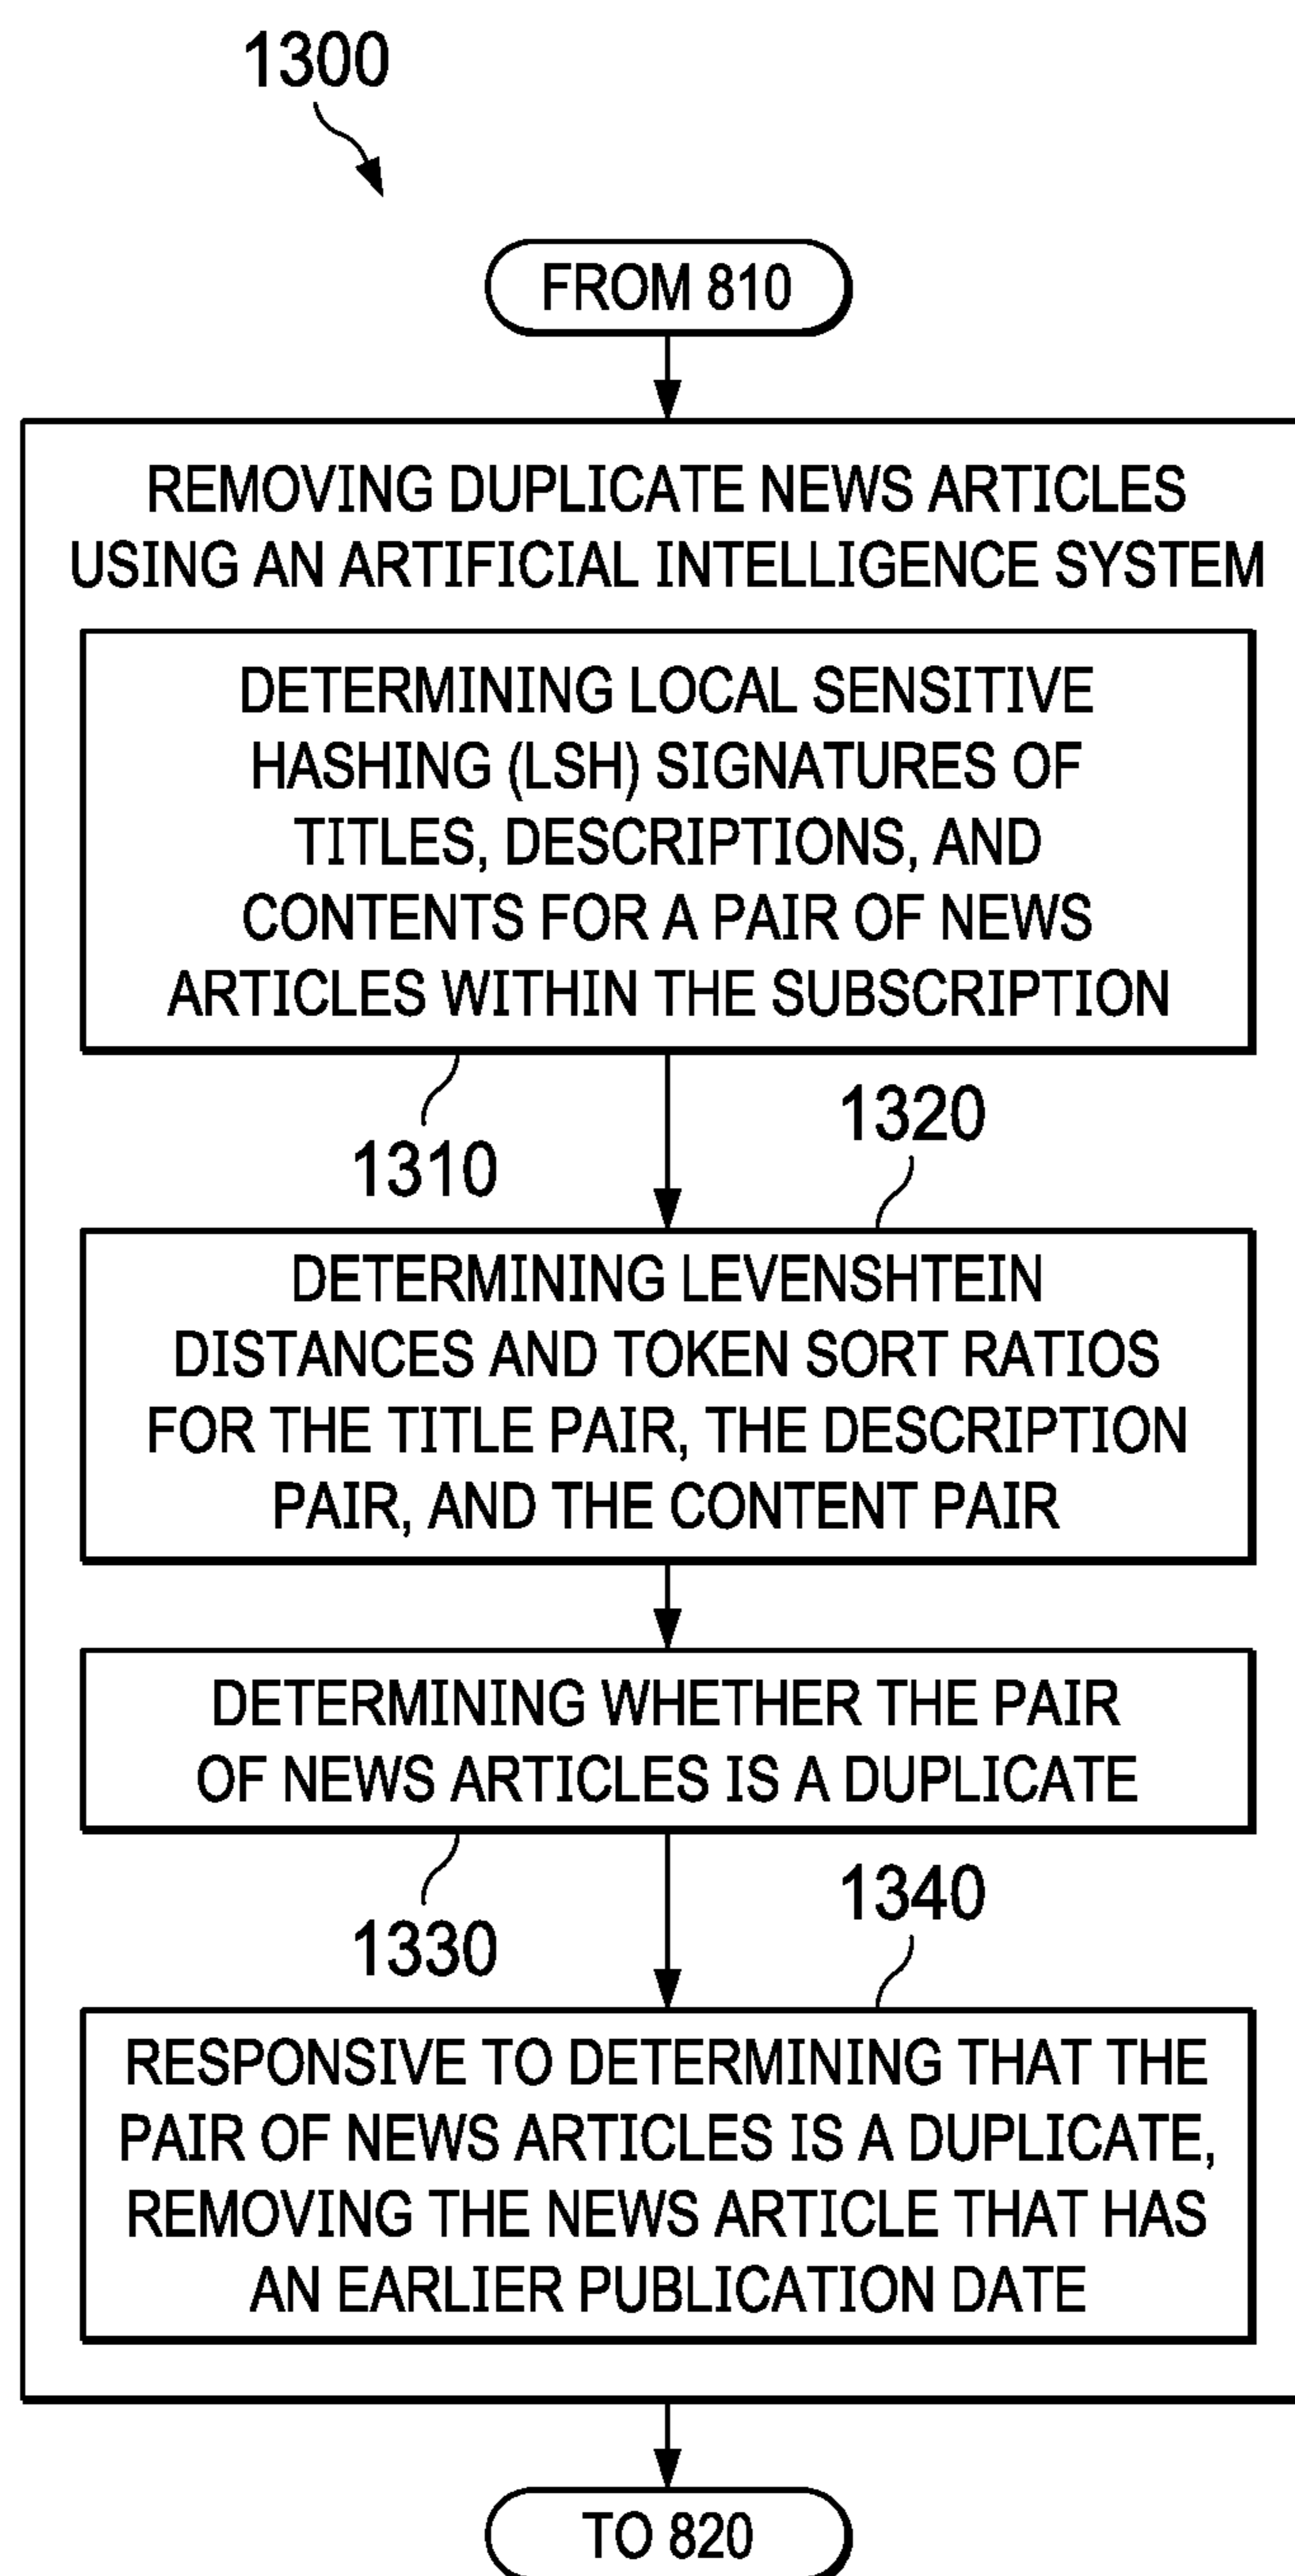 1300
FROM 810
REMOVING DUPLICATE NEWS ARTICLES
USING AN ARTIFICIAL INTELLIGENCE SYSTEM
DETERMINING LOCAL SENSITIVE
HASHING (LSH) SIGNATURES OF
TITLES, DESCRIPTIONS, AND
CONTENTS FOR A PAIR OF NEWS
ARTICLES WITHIN THE SUBSCRIPTION
1310
1320
DETERMINING LEVENSHTEIN
DISTANCES AND TOKEN SORT RATIOS
FOR THE TITLE PAIR, THE DESCRIPTION
PAIR, AND THE CONTENT PAIR
DETERMINING WHETHER THE PAIR
OF NEWS ARTICLES IS A DUPLICATE
1330
1340
RESPONSIVE TO DETERMINING THAT THE
PAIR OF NEWS ARTICLES IS A DUPLICATE,
REMOVING THE NEWS ARTICLE THAT HAS
AN EARLIER PUBLICATION DATE
TO 820